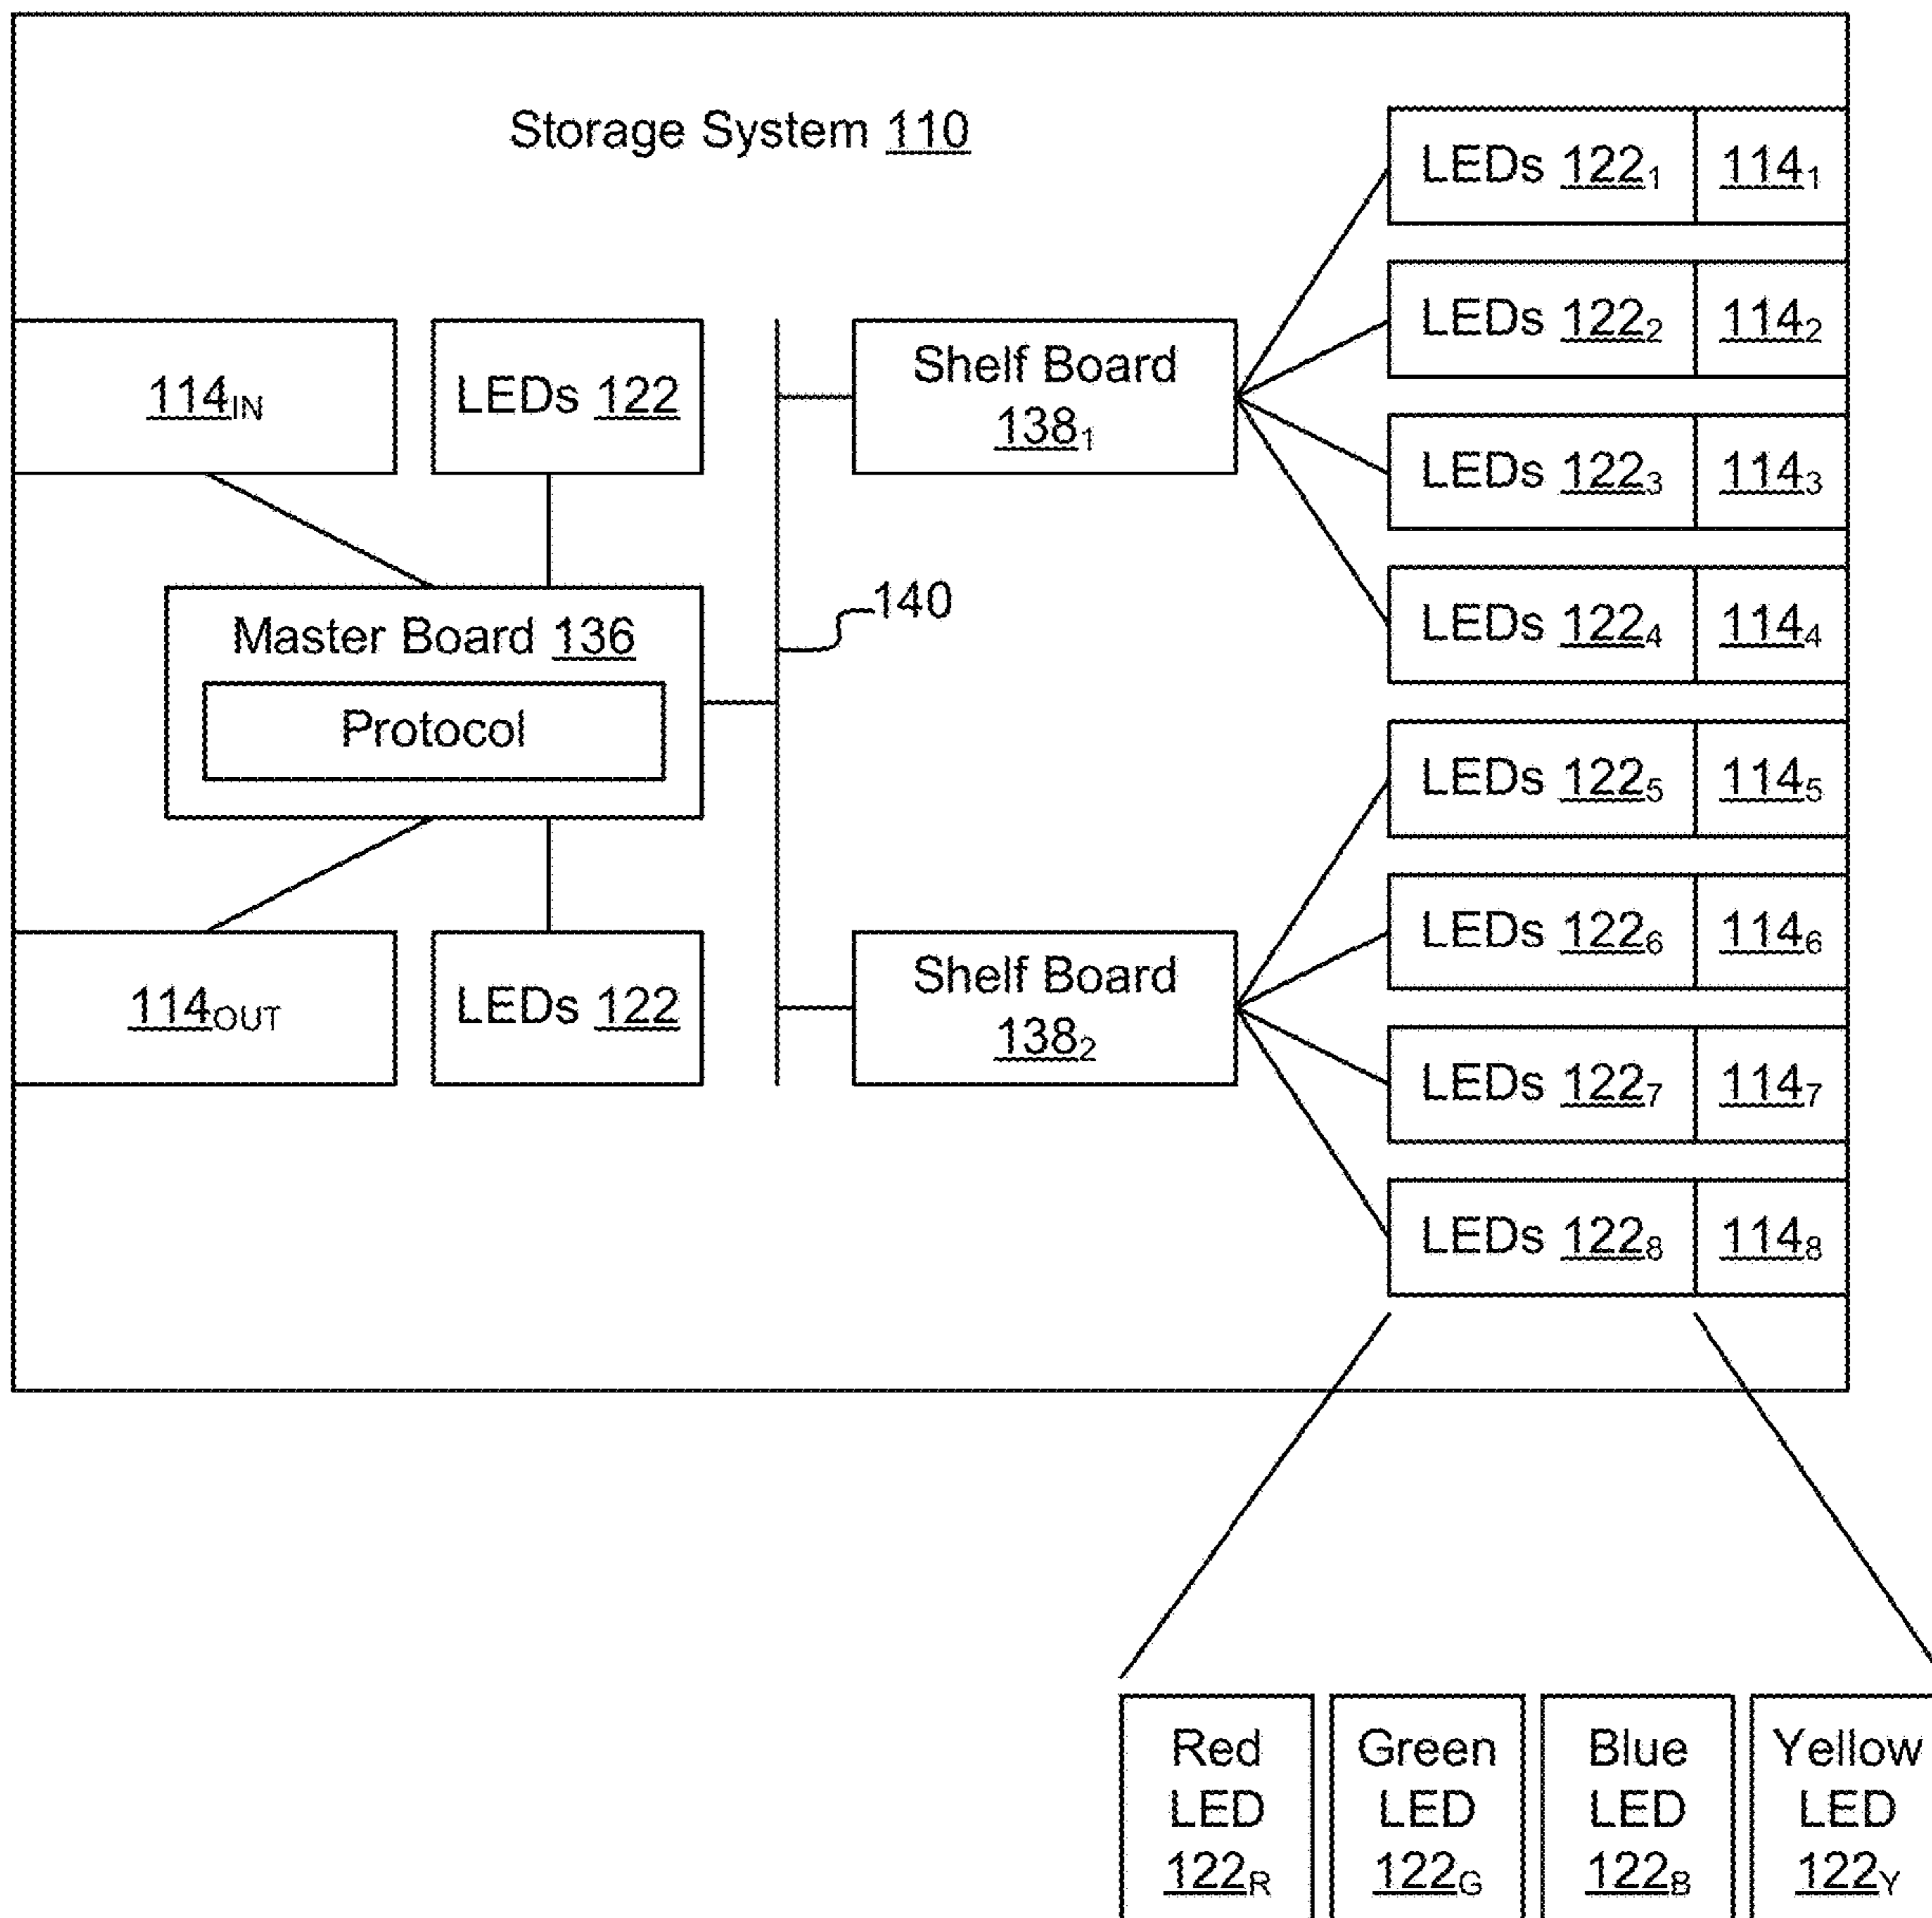 Storage System 110
LEDs 122₁ 114₁
LEDs 122₂ 114₂
LEDs 122₃ 114₃
LEDs 122₄ 114₄
LEDs 122₅ 114₅
LEDs 122₆ 114₆
LEDs 122₇ 114₇
LEDs 122₈ 114₈
114IN
LEDs 122
Shelf Board
138₁
140
Master Board 136
Protocol
114OUT
LEDs 122
Shelf Board
138₂
Red
LED
122R
Green
LED
122G
Blue
LED
122B
Yellow
LED
122Y